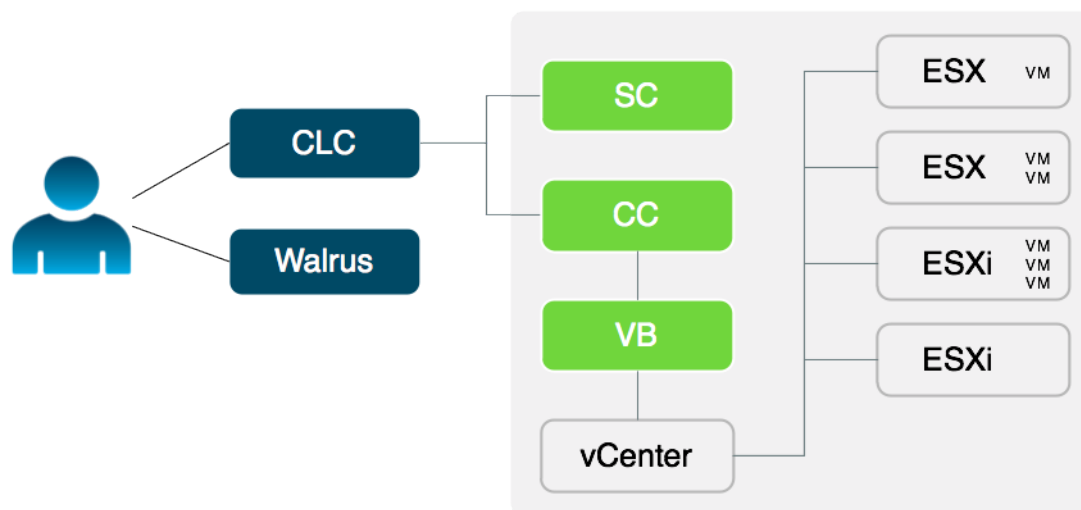 CLC
Walrus
SC
CC
VB
vCenter
ESX VM
ESX VM
VM
ESXi VM
VM
VM
ESXi